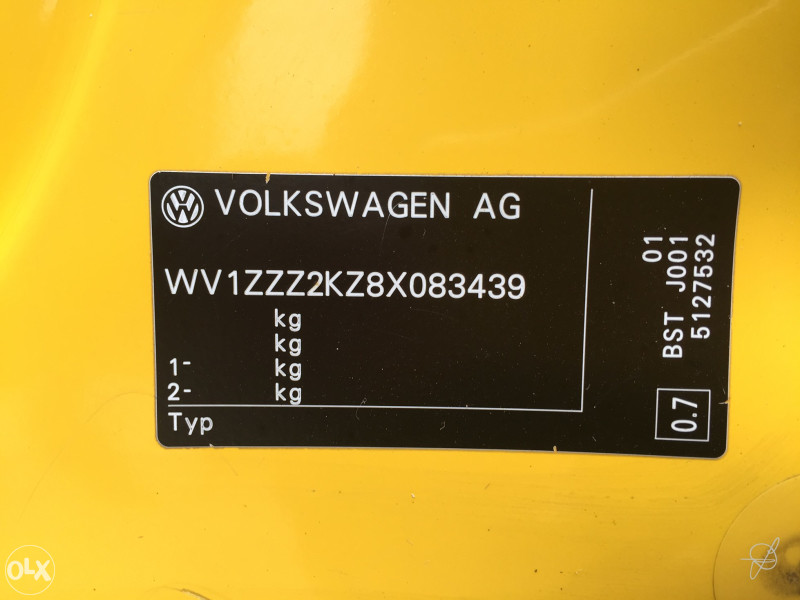 VOLKSWAGEN AG
WV1ZZZ2KZ8X083439
kg
kg
1- kg
2- kg
Typ
01
BST J001
5127532
0.7
OLX